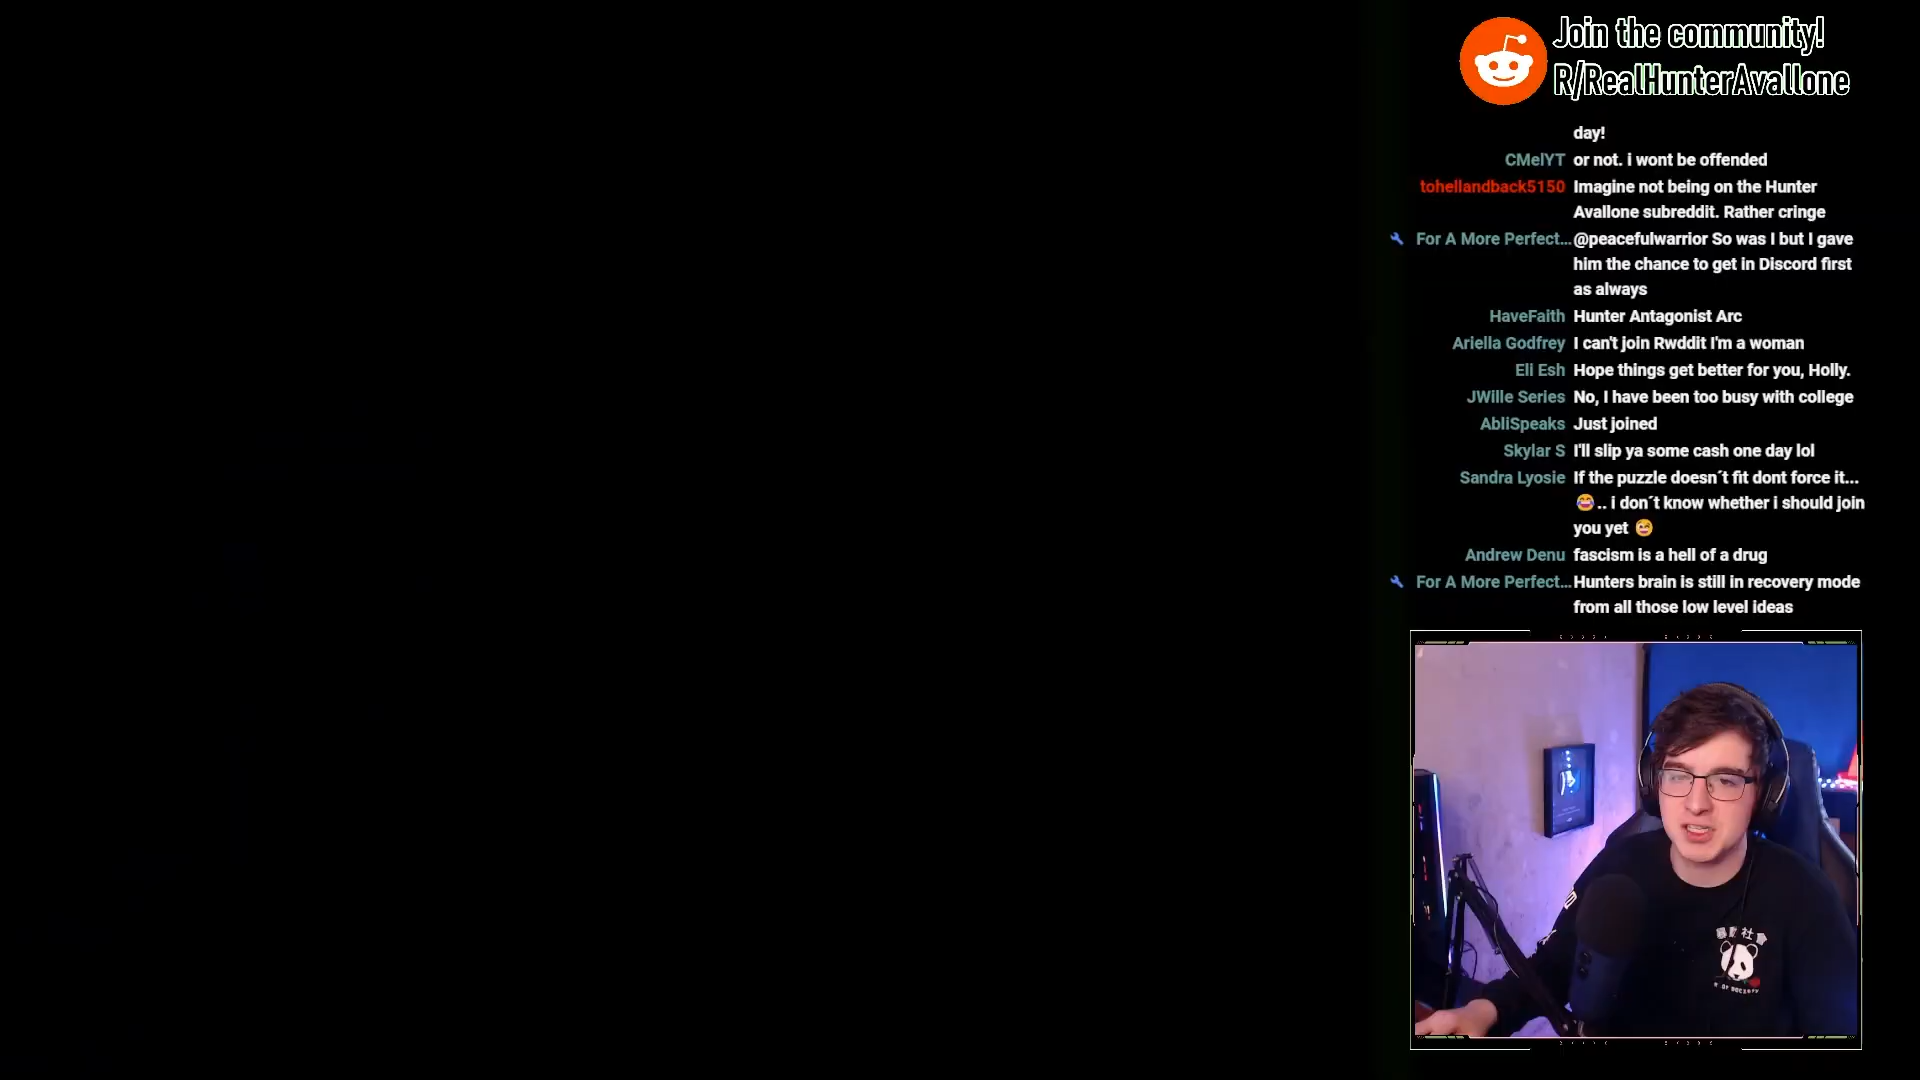 Join the community!
R/RealHunterAvallone
day!
CMelYT or not. i wont be offended
tohellandback5150 Imagine not being on the Hunter
Avallone subreddit. Rather cringe
For A More Perfect... @peacefulwarrior So was I but I gave
him the chance to get in Discord first
as always
HaveFaith Hunter Antagonist Arc
Ariella Godfrey I can't join Rwddit I'm a woman
Eli Esh Hope things get better for you, Holly.
JWille Series No, I have been too busy with college
AbliSpeaks Just joined
Skylar S I'll slip ya some cash one day lol
Sandra Lyosie If the puzzle doesn´t fit dont force it...
😂.. i don´t know whether i should join
you yet 😅
Andrew Denu fascism is a hell of a drug
For A More Perfect... Hunters brain is still in recovery mode
from all those low level ideas